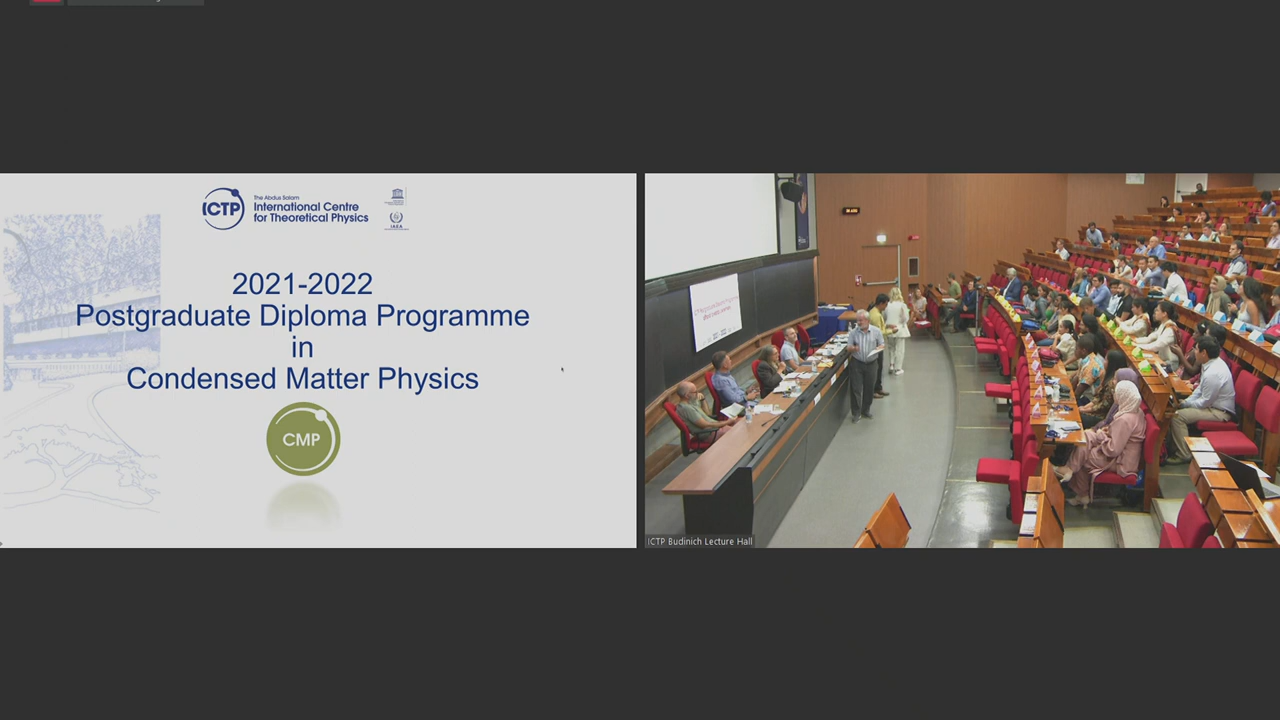 ICTP
The Abdus Salam
International Centre
for Theoretical Physics
IAEA
2021-2022
Postgraduate Diploma Programme
in
Condensed Matter Physics
CMP
ICTP Budinich Lecture Hall